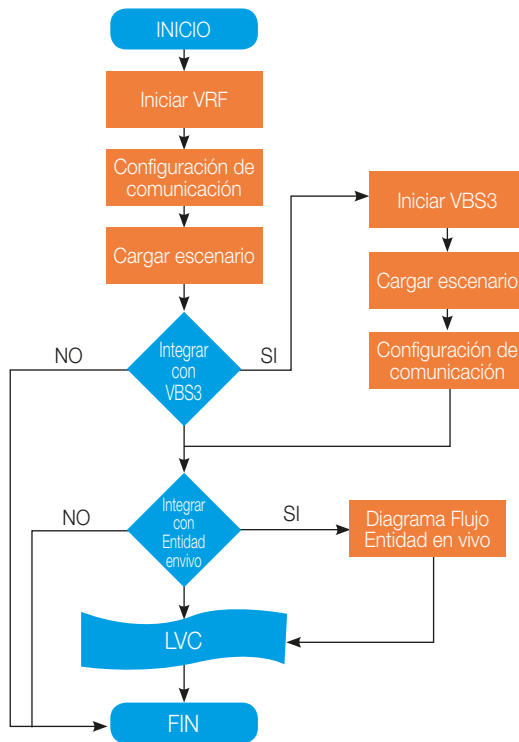 INICIO
Iniciar VRF
Configuración de
comunicación
Cargar escenario
Integrar
con
VBS3
NO
SI
Iniciar VBS3
Cargar escenario
Configuración de
comunicación
Integrar
con
Entidad
envivo
NO
SI
Diagrama Flujo
Entidad en vivo
LVC
FIN